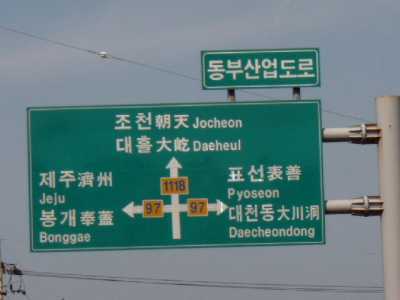 동부산업도로
조천朝天 Jocheon
대흘大屹 Daeheul
제주濟州
Jeju
봉개奉蓋
Bonggae
1118
97
97
표선表善
Pyoseon
대천동大川洞
Daecheondong